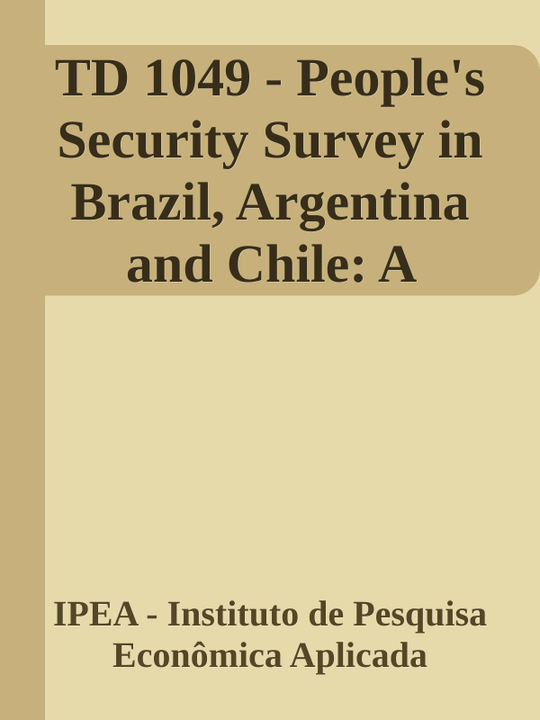 TD 1049 - People's
Security Survey in
Brazil, Argentina
and Chile: A
IPEA - Instituto de Pesquisa
Econômica Aplicada